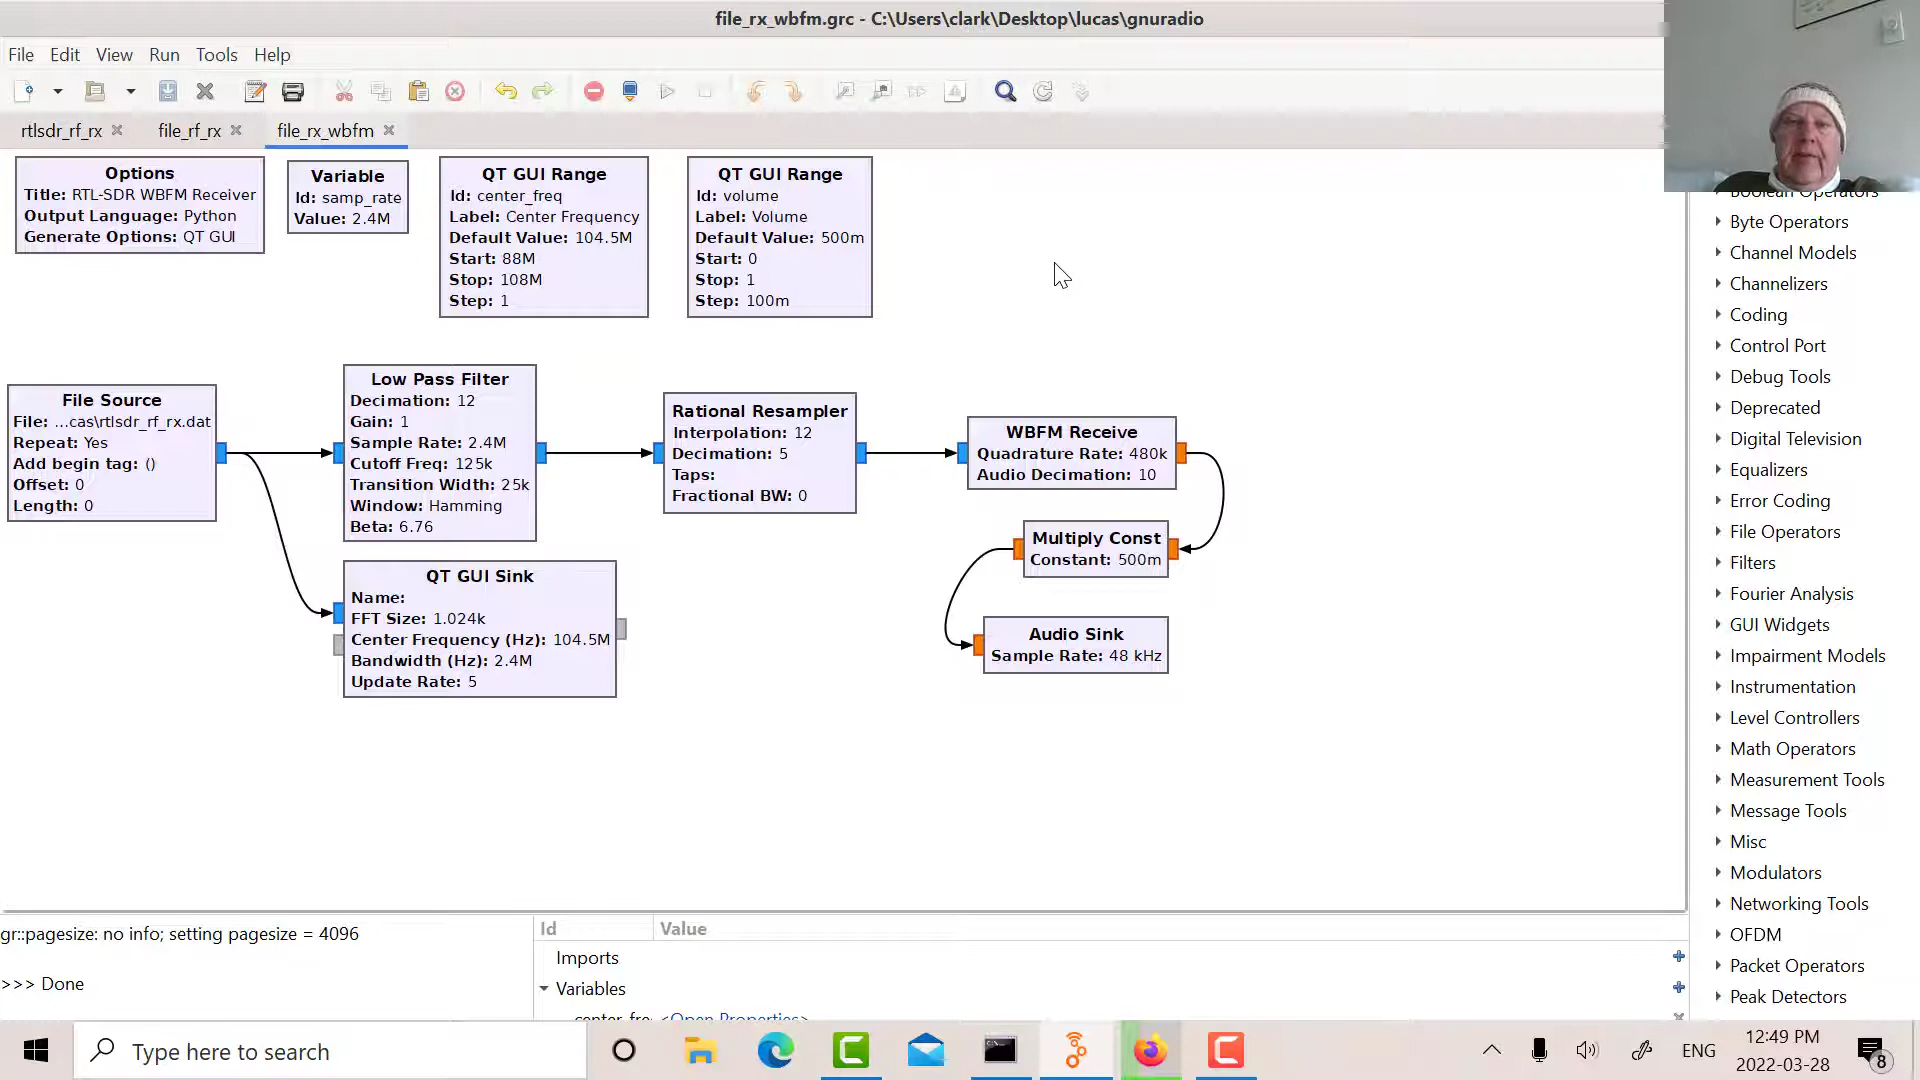 file_rx_wbfm.grc - C:\Users\clark\Desktop\lucas\gnuradio
File Edit View Run Tools Help
rtlsdr_rf_rx file_rf_rx file_rx_wbfm
Options
Title: RTL-SDR WBFM Receiver
Output Language: Python
Generate Options: QT GUI
Variable
Id: samp_rate
Value: 2.4M
QT GUI Range
Id: center_freq
Label: Center Frequency
Default Value: 104.5M
Start: 88M
Stop: 108M
Step: 1
QT GUI Range
Id: volume
Label: Volume
Default Value: 500m
Start: 0
Stop: 1
Step: 100m
File Source
File: ...cas\rtlsdr_rf_rx.dat
Repeat: Yes
Add begin tag: ()
Offset: 0
Length: 0
Low Pass Filter
Decimation: 12
Gain: 1
Sample Rate: 2.4M
Cutoff Freq: 125k
Transition Width: 25k
Window: Hamming
Beta: 6.76
Rational Resampler
Interpolation: 12
Decimation: 5
Taps:
Fractional BW: 0
WBFM Receive
Quadrature Rate: 480k
Audio Decimation: 10
Multiply Const
Constant: 500m
Audio Sink
Sample Rate: 48 kHz
QT GUI Sink
Name:
FFT Size: 1.024k
Center Frequency (Hz): 104.5M
Bandwidth (Hz): 2.4M
Update Rate: 5
Boolean Operators
Byte Operators
Channel Models
Channelizers
Coding
Control Port
Debug Tools
Deprecated
Digital Television
Equalizers
Error Coding
File Operators
Filters
Fourier Analysis
GUI Widgets
Impairment Models
Instrumentation
Level Controllers
Math Operators
Measurement Tools
Message Tools
Misc
Modulators
Networking Tools
OFDM
Packet Operators
Peak Detectors
gr::pagesize: no info; setting pagesize = 4096
>>> Done
Id Value
Imports
Variables
center_fre <Open Properties>
Type here to search
ENG
12:49 PM
2022-03-28
8